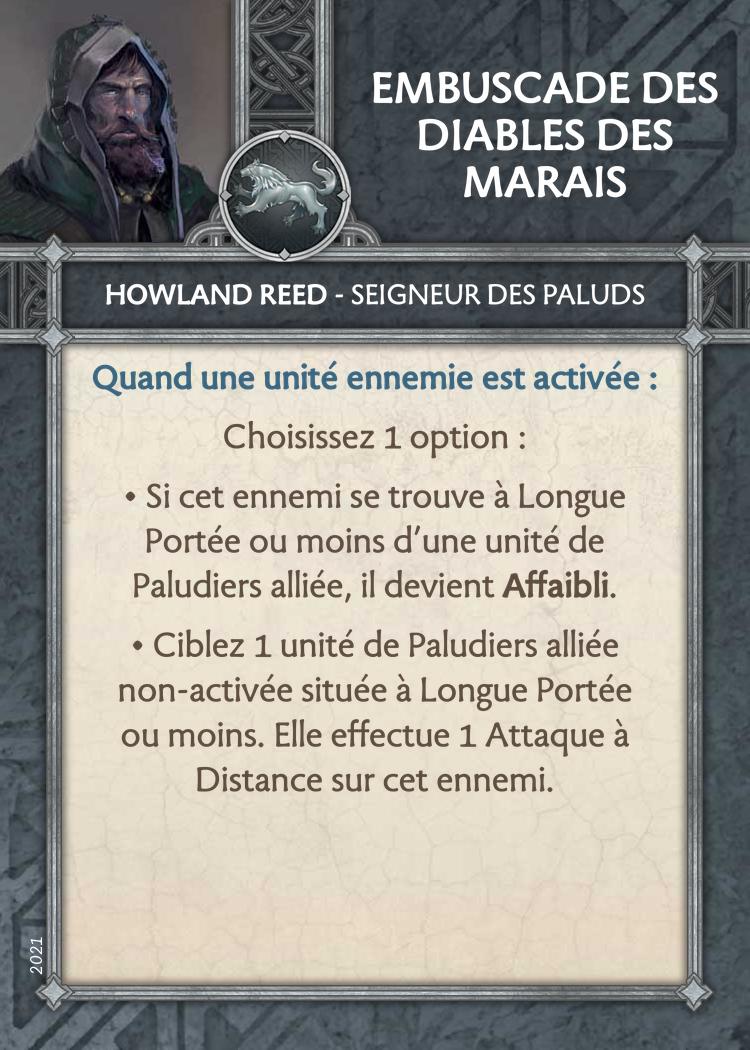 EMBUSCADE DES
DIABLES DES
MARAIS
HOWLAND REED - SEIGNEUR DES PALUDS
Quand une unité ennemie est activée :
Choisissez 1 option :
• Si cet ennemi se trouve à Longue
Portée ou moins d’une unité de
Paludiers alliée, il devient Affaibli.
• Ciblez 1 unité de Paludiers alliée
non-activée située à Longue Portée
ou moins. Elle effectue 1 Attaque à
Distance sur cet ennemi.
2021